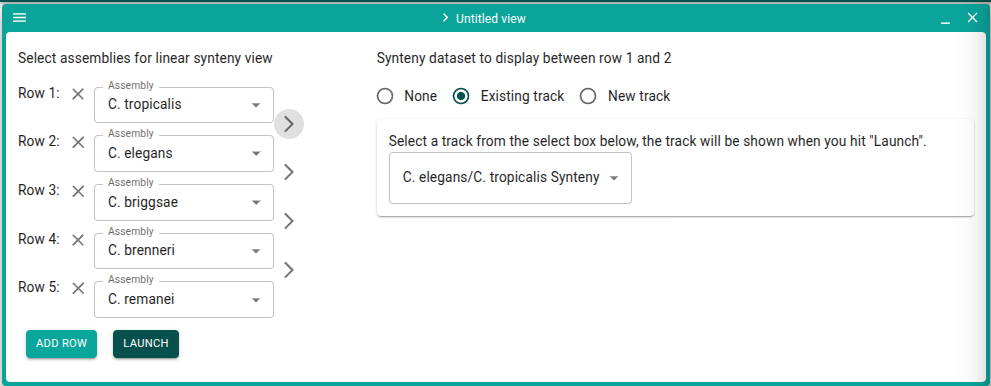 Untitled view
Select assemblies for linear synteny view
Row 1:
Assembly
C. tropicalis
Row 2:
Assembly
C. elegans
Row 3:
Assembly
C. briggsae
Row 4:
Assembly
C. brenneri
Row 5:
Assembly
C. remanei
ADD ROW
LAUNCH
Synteny dataset to display between row 1 and 2
None
Existing track
New track
Select a track from the select box below, the track will be shown when you hit "Launch".
C. elegans/C. tropicalis Synteny